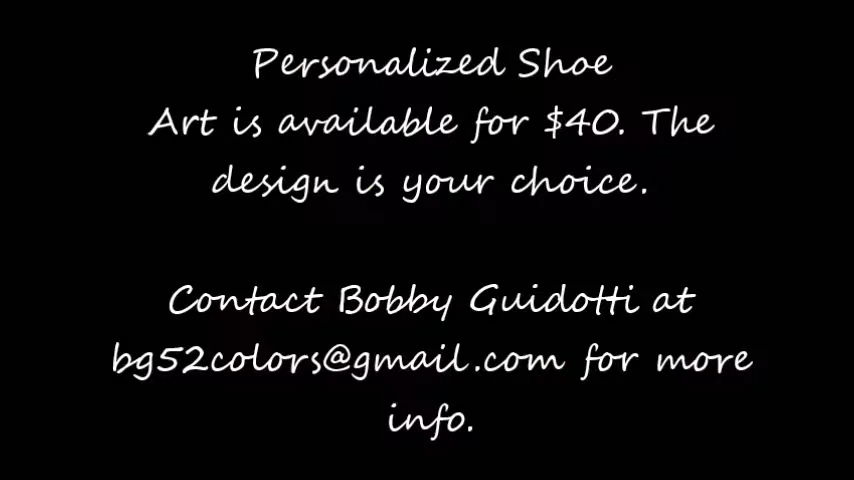 Personalized Shoe
Art is available for $40. The
design is your choice.
Contact Bobby Guidotti at
bg52colors@gmail.com for more
info.